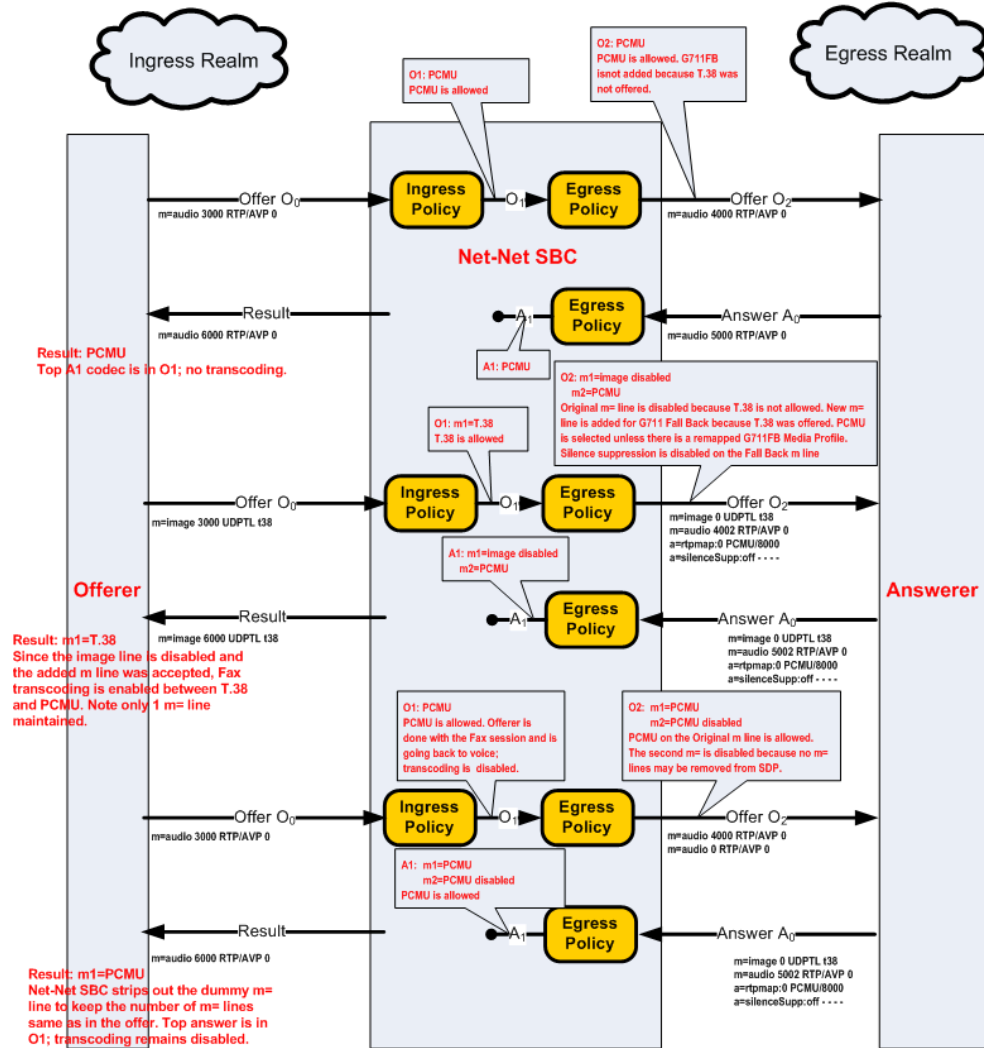 Ingress Realm
Egress Realm
O1: PCMU
PCMU is allowed
O2: PCMU
PCMU is allowed. G711FB
isnot added because T.38 was
not offered.
Offer O0
m=audio 3000 RTP/AVP 0
Ingress
Policy
O1
Egress
Policy
Offer O2
m=audio 4000 RTP/AVP 0
Net-Net SBC
Result
m=audio 6000 RTP/AVP 0
A1
Egress
Policy
Answer A0
m=audio 5000 RTP/AVP 0
Result: PCMU
Top A1 codec is in O1; no transcoding.
A1: PCMU
O2: m1=image disabled
m2=PCMU
Original m= line is disabled because T.38 is not allowed. New m=
line is added for G711 Fall Back because T.38 was offered. PCMU
is selected unless there is a remapped G711FB Media Profile.
Silence suppression is disabled on the Fall Back m line
O1: m1=T.38
T.38 is allowed
Offer O0
m=image 3000 UDPTL t38
Ingress
Policy
O1
Egress
Policy
Offer O2
m=image 0 UDPTL t38
m=audio 4002 RTP/AVP 0
a=rtpmap:0 PCMU/8000
a=silenceSupp:off - - - -
A1: m1=image disabled
m2=PCMU
Offerer
Answerer
Result
m=image 6000 UDPTL t38
A1
Egress
Policy
Answer A0
m=image 0 UDPTL t38
m=audio 5002 RTP/AVP 0
a=rtpmap:0 PCMU/8000
a=silenceSupp:off - - - -
Result: m1=T.38
Since the image line is disabled and
the added m line was accepted, Fax
transcoding is enabled between T.38
and PCMU. Note only 1 m= line
maintained.
O1: PCMU
PCMU is allowed. Offerer is
done with the Fax session and is
going back to voice;
transcoding is disabled.
O2: m1=PCMU
m2=PCMU disabled
PCMU on the Original m line is allowed.
The second m= is disabled because no m=
lines may be removed from SDP.
Offer O0
m=audio 3000 RTP/AVP 0
Ingress
Policy
O1
Egress
Policy
Offer O2
m=audio 4000 RTP/AVP 0
m=audio 0 RTP/AVP 0
A1: m1=PCMU
m2=PCMU disabled
PCMU is allowed
Result
m=audio 6000 RTP/AVP 0
A1
Egress
Policy
Answer A0
m=image 0 UDPTL t38
m=audio 5002 RTP/AVP 0
a=rtpmap:0 PCMU/8000
a=silenceSupp:off - - - -
Result: m1=PCMU
Net-Net SBC strips out the dummy m=
line to keep the number of m= lines
same as in the offer. Top answer is in
O1; transcoding remains disabled.